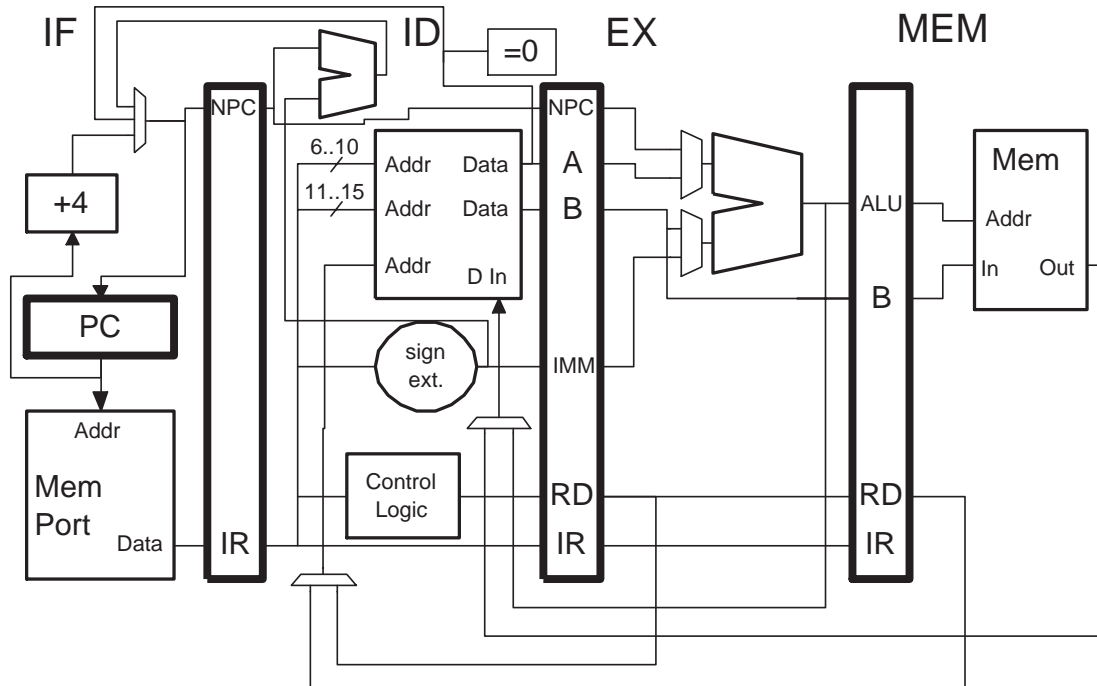 IF
ID
EX
MEM
=0
NPC
NPC
6..10
Addr
Data
A
Mem
+4
11..15
Addr
Data
B
ALU
Addr
Addr
D In
In
Out
B
PC
sign
ext.
IMM
Addr
Mem
Port
Data
Control
Logic
RD
RD
IR
IR
IR